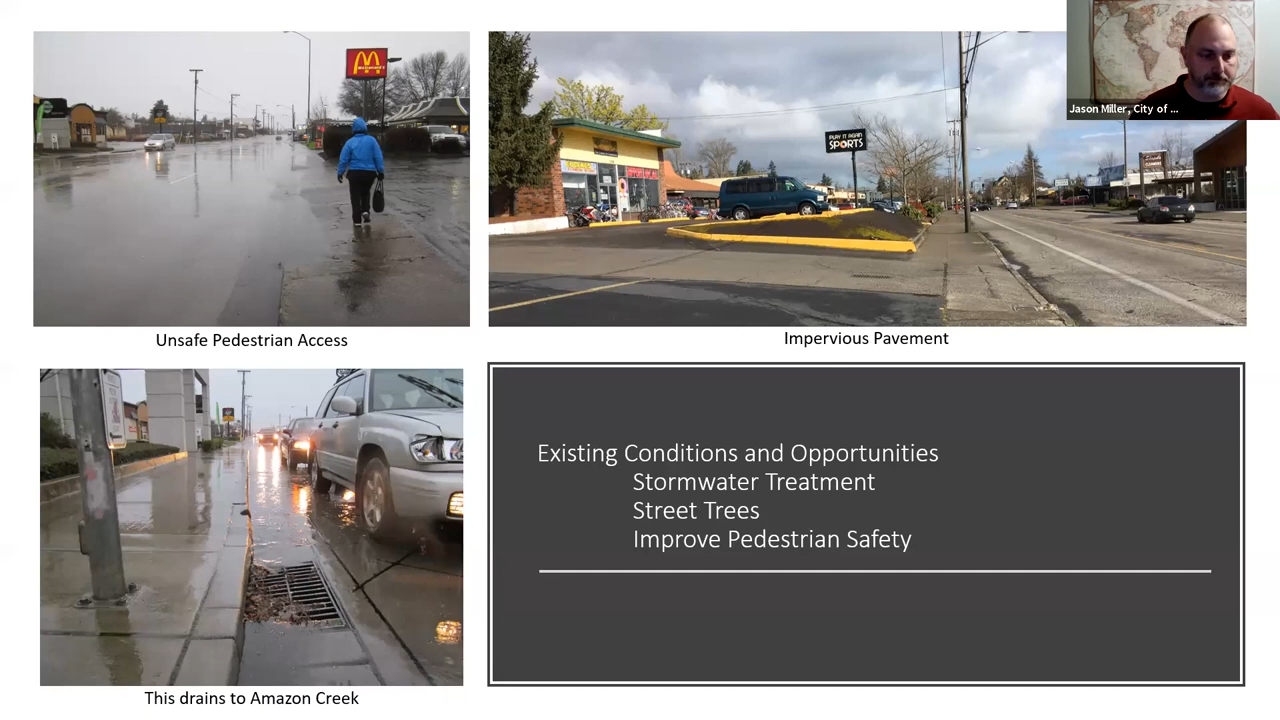 Jason Miller, City of ...
PLAY IT AGAIN
SPORTS
Unsafe Pedestrian Access
Impervious Pavement
Existing Conditions and Opportunities
Stormwater Treatment
Street Trees
Improve Pedestrian Safety
This drains to Amazon Creek